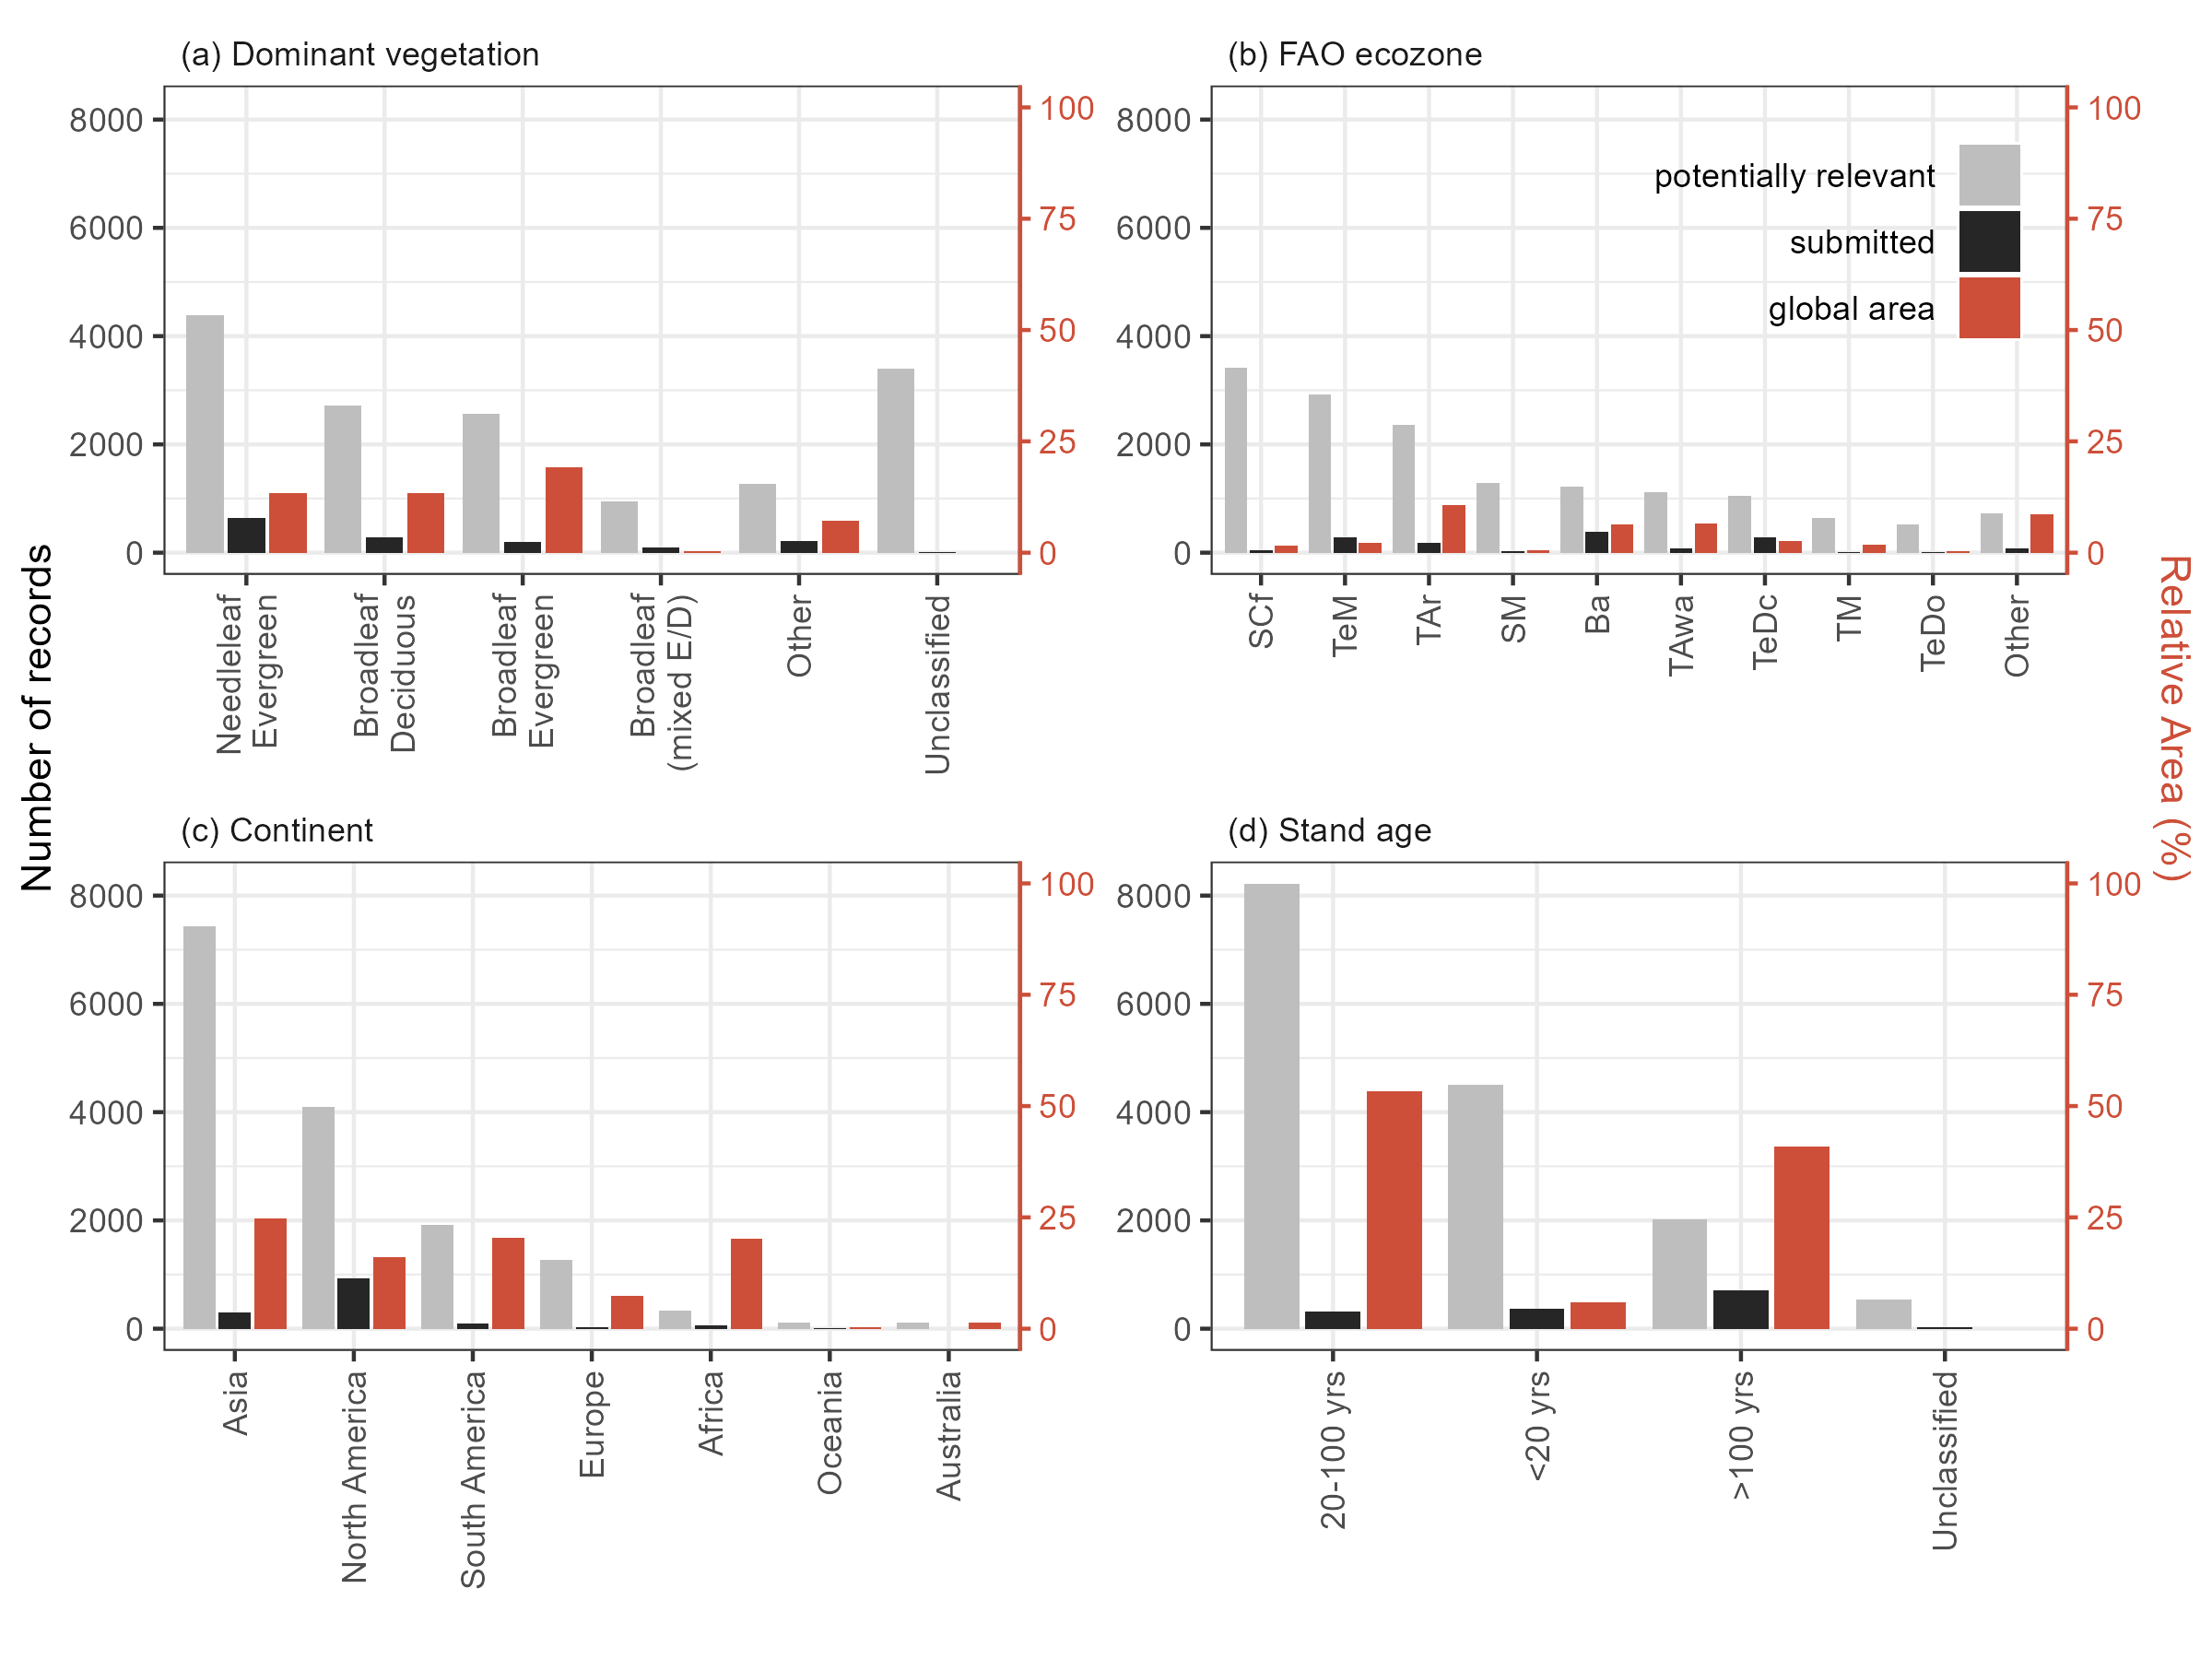 (a) Dominant vegetation
8000
6000
4000
2000
0
100
75
50
25
0
Needleleaf
Evergreen
Broadleaf
Deciduous
Broadleaf
Evergreen
Broadleaf
(mixed E/D)
Other
Unclassified
(b) FAO ecozone
8000
6000
4000
2000
0
potentially relevant
submitted
global area
100
75
50
25
0
SCf
TeM
TAr
SM
Ba
TAwa
TeDc
TM
TeDo
Other
Number of records
Relative Area (%)
(c) Continent
8000
6000
4000
2000
0
100
75
50
25
0
Asia
North America
South America
Europe
Africa
Oceania
Australia
(d) Stand age
8000
6000
4000
2000
0
100
75
50
25
0
20-100 yrs
<20 yrs
>100 yrs
Unclassified